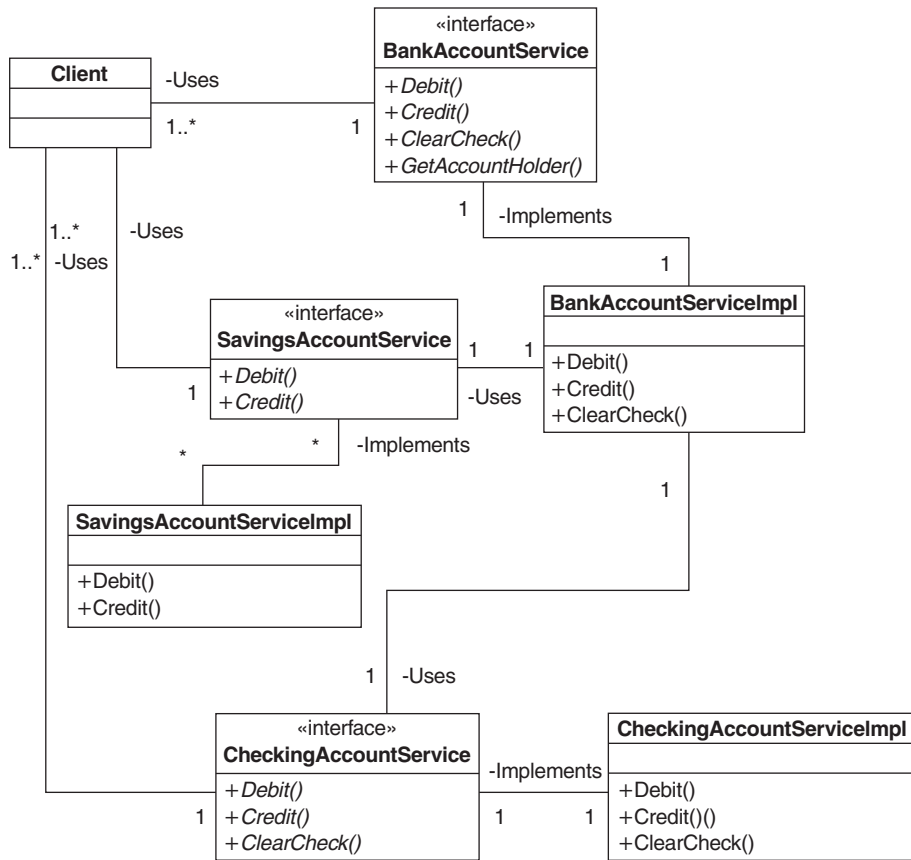 «interface»
BankAccountService
+Debit()
+Credit()
+ClearCheck()
+GetAccountHolder()
Client
-Uses
1..*
1
1
-Implements
1
1..*
-Uses
1..*
-Uses
«interface»
SavingsAccountService
+Debit()
+Credit()
1
1
1
-Uses
BankAccountServiceImpl
+Debit()
+Credit()
+ClearCheck()
*
*
-Implements
1
SavingsAccountServiceImpl
+Debit()
+Credit()
1
-Uses
«interface»
CheckingAccountService
+Debit()
+Credit()
+ClearCheck()
1
-Implements
1
1
CheckingAccountServiceImpl
+Debit()
+Credit()()
+ClearCheck()